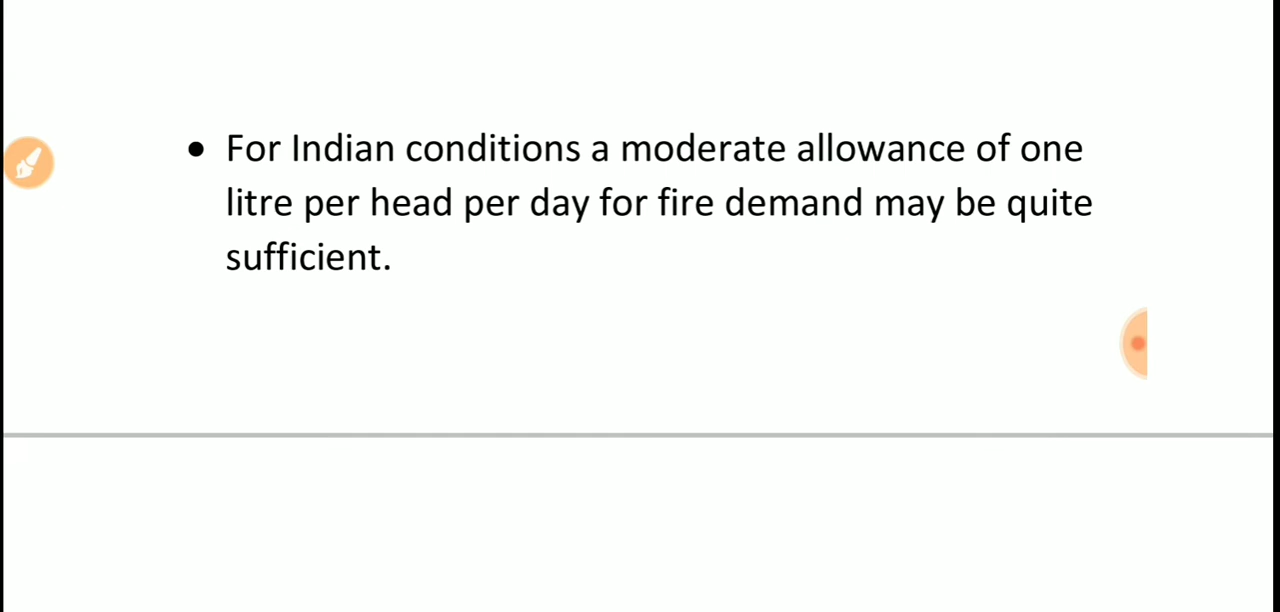 • For Indian conditions a moderate allowance of one
litre per head per day for fire demand may be quite
sufficient.